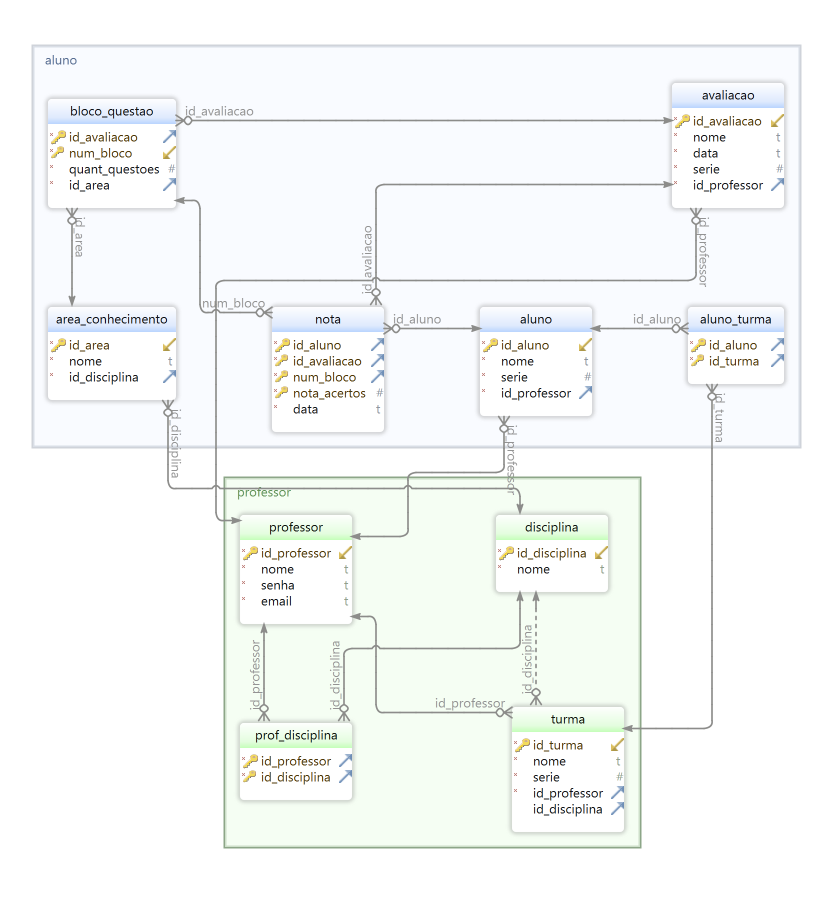 aluno
bloco_questao
id_avaliacao
num_bloco
quant_questoes #
id_area
id_avaliacao
avaliacao
id_avaliacao
nome t
data t
serie #
id_professor
id_area
id_avaliacao
id_professor
num_bloco
area_conhecimento
id_area
nome t
id_disciplina
nota
id_aluno
id_avaliacao
num_bloco
nota_acertos #
data t
id_aluno
aluno
id_aluno
nome t
serie #
id_professor
id_aluno
aluno_turma
id_aluno
id_turma
id_disciplina
id_professor
id_turma
professor
professor
id_professor
nome t
senha t
email t
disciplina
id_disciplina
nome t
id_professor
id_disciplina
id_disciplina
id_professor
prof_disciplina
id_professor
id_disciplina
turma
id_turma
nome t
serie #
id_professor
id_disciplina